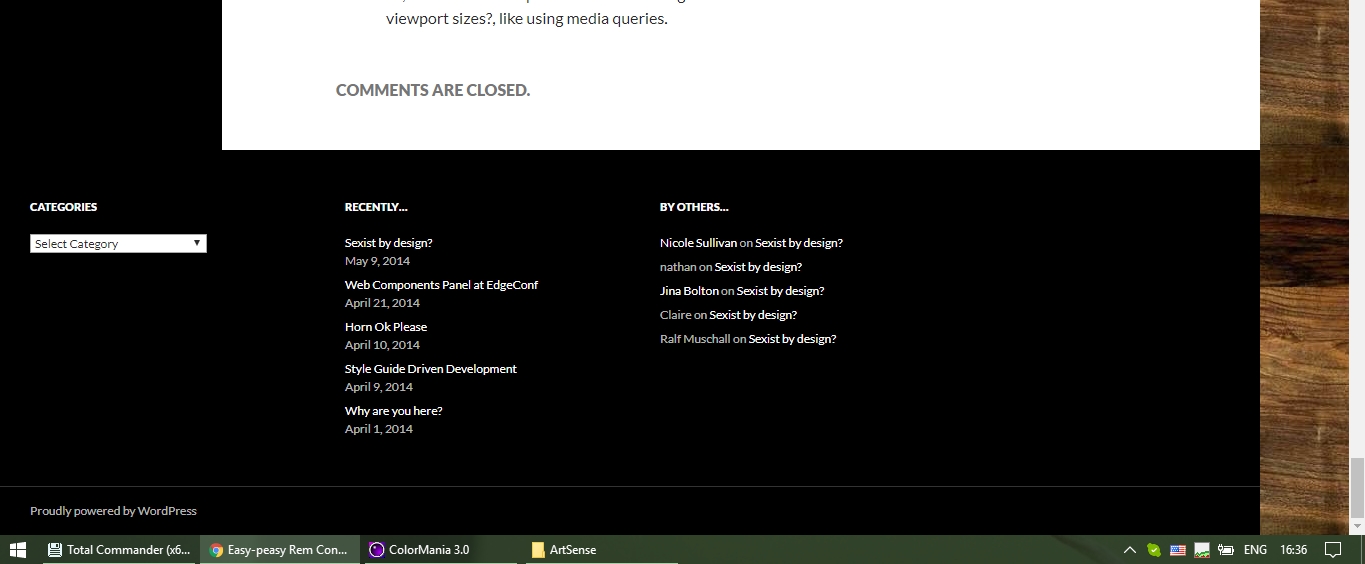 viewport sizes?, like using media queries.
COMMENTS ARE CLOSED.
CATEGORIES
Select Category
RECENTLY...
Sexist by design?
May 9, 2014
Web Components Panel at EdgeConf
April 21, 2014
Horn Ok Please
April 10, 2014
Style Guide Driven Development
April 9, 2014
Why are you here?
April 1, 2014
BY OTHERS...
Nicole Sullivan on Sexist by design?
nathan on Sexist by design?
Jina Bolton on Sexist by design?
Claire on Sexist by design?
Ralf Muschall on Sexist by design?
Proudly powered by WordPress
Total Commander (x6...
Easy-peasy Rem Con...
ColorMania 3.0
ArtSense
ENG
16:36